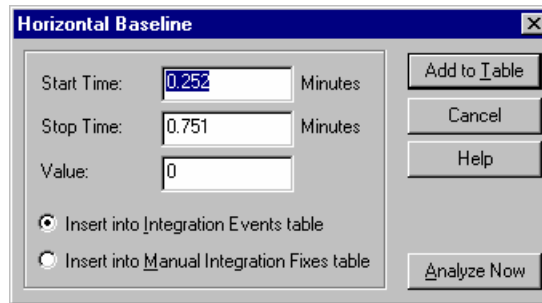 Horizontal Baseline
Start Time: 0.252 Minutes
Add to Table
Stop Time: 0.751 Minutes
Cancel
Value: 0
Help
Insert into Integration Events table
Insert into Manual Integration Fixes table
Analyze Now